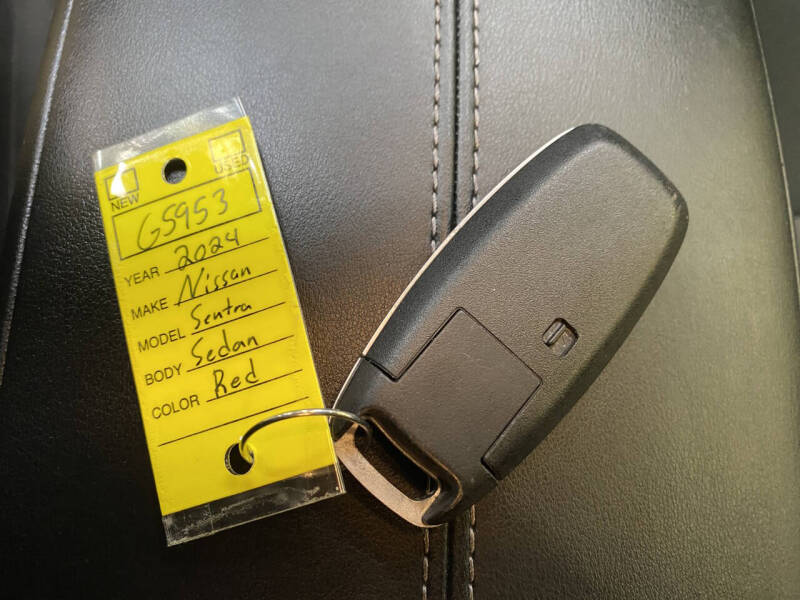 NEW USED
G5953
YEAR 2024
MAKE Nissan
MODEL Sentra
BODY Sedan
COLOR Red